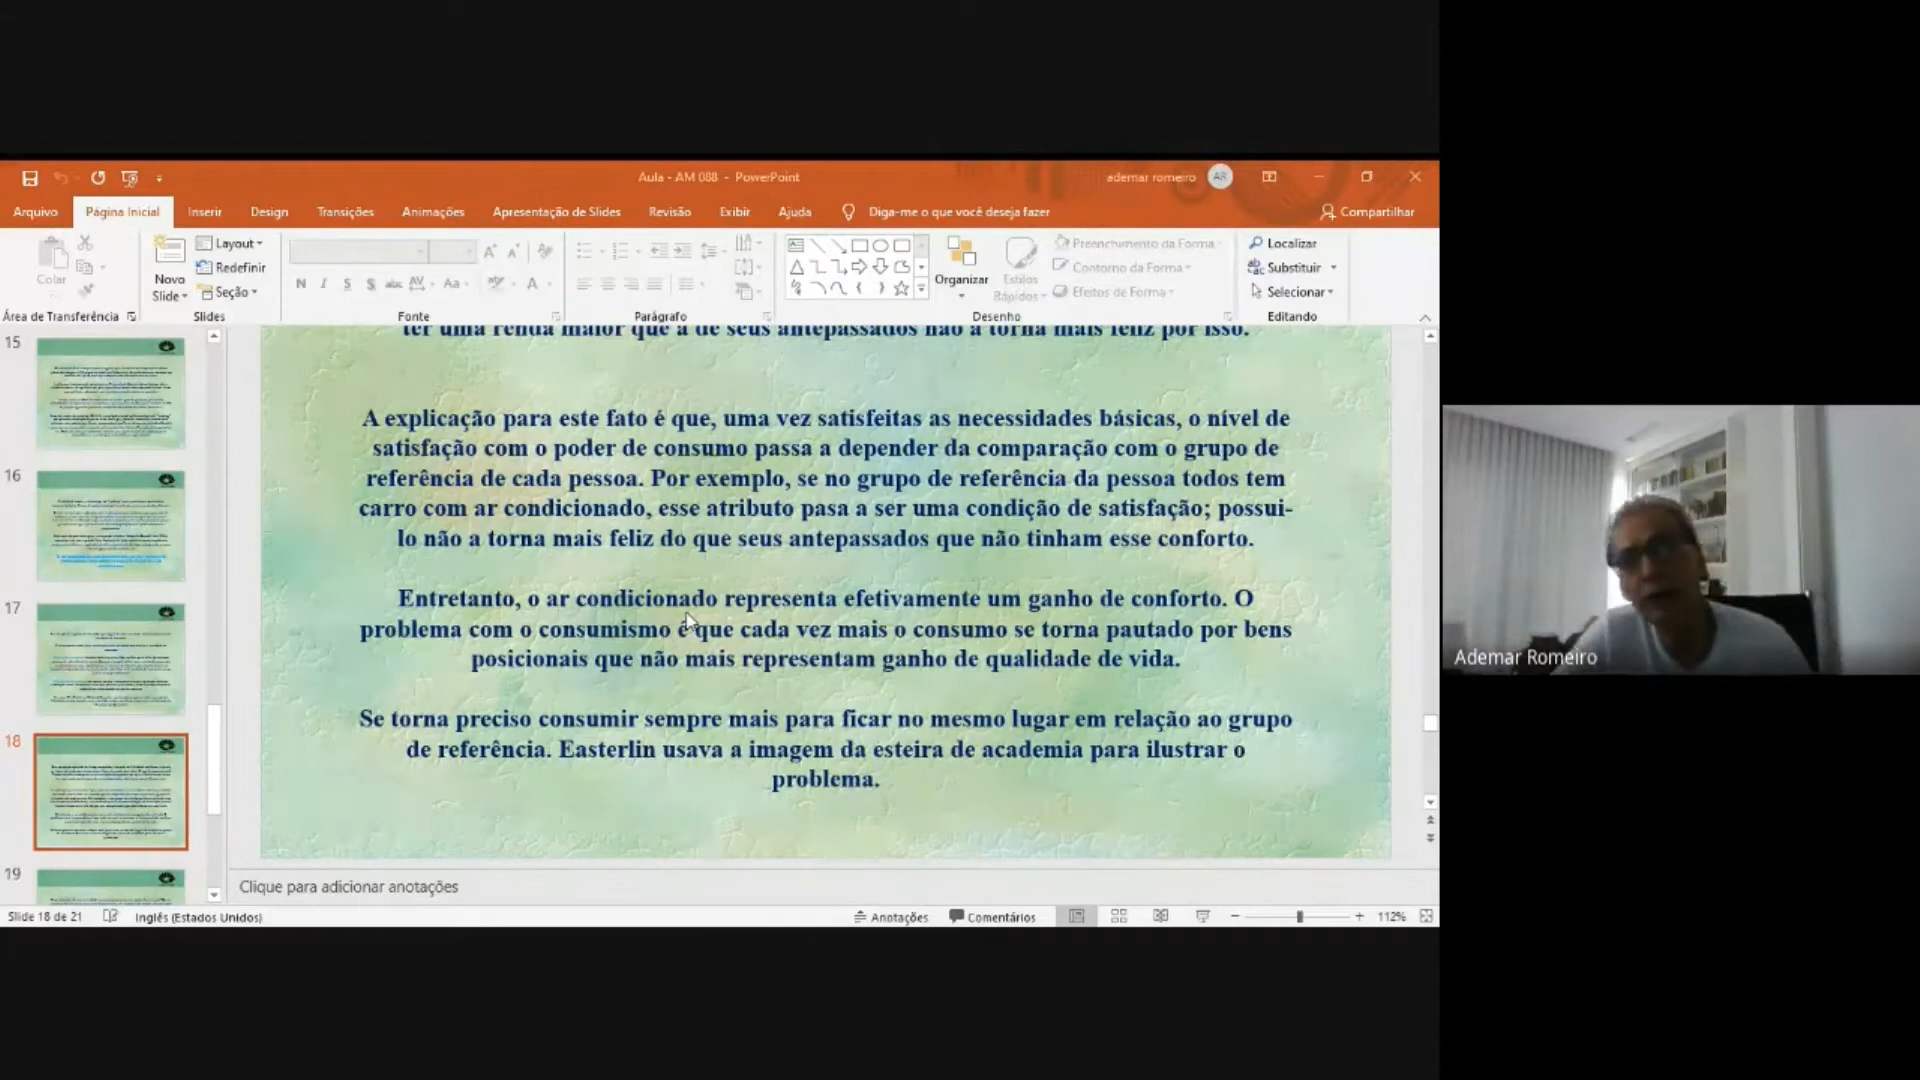 Aula - AM 088 - PowerPoint
ademar romeiro
AR
Arquivo
Página Inicial
Inserir
Design
Transições
Animações
Apresentação de Slides
Revisão
Exibir
Ajuda
Diga-me o que você deseja fazer
Compartilhar
Colar
Novo
Slide
Layout
Redefinir
Seção
N I S S abc AV Aa A
Organizar
Estilos
Rápidos
Preenchimento da Forma
Contorno da Forma
Efeitos de Forma
Localizar
Substituir
Selecionar
Área de Transferência
Slides
Fonte
Parágrafo
Desenho
Editando
15
16
17
18
19
ter uma renda maior que a de seus antepassados não a torna mais feliz por isso.
A explicação para este fato é que, uma vez satisfeitas as necessidades básicas, o nível de
satisfação com o poder de consumo passa a depender da comparação com o grupo de
referência de cada pessoa. Por exemplo, se no grupo de referência da pessoa todos tem
carro com ar condicionado, esse atributo pasa a ser uma condição de satisfação; possui-
lo não a torna mais feliz do que seus antepassados que não tinham esse conforto.
Entretanto, o ar condicionado representa efetivamente um ganho de conforto. O
problema com o consumismo é que cada vez mais o consumo se torna pautado por bens
posicionais que não mais representam ganho de qualidade de vida.
Se torna preciso consumir sempre mais para ficar no mesmo lugar em relação ao grupo
de referência. Easterlin usava a imagem da esteira de academia para ilustrar o
problema.
Clique para adicionar anotações
Slide 18 de 21
Inglês (Estados Unidos)
Anotações
Comentários
112%
Ademar Romeiro